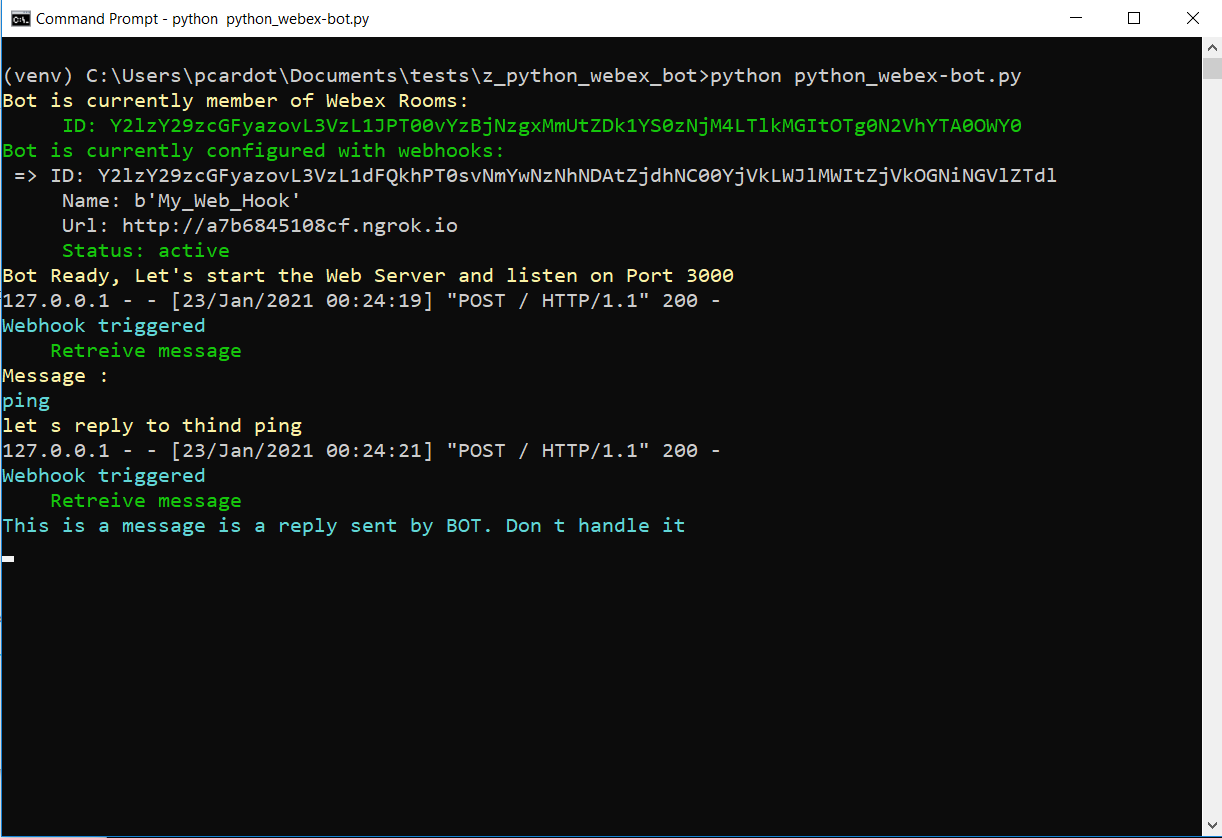 Command Prompt - python  python_webex-bot.py
(venv) C:\Users\pcardot\Documents\tests\z_python_webex_bot>python python_webex-bot.py
Bot is currently member of Webex Rooms:
     ID: Y2lzY29zcGFyazovL3VzL1JPT00vYzBjNzgxMmUtZDk1YS0zNjM4LTlkMGItOTg0N2VhYTA0OWY0
Bot is currently configured with webhooks:
 => ID: Y2lzY29zcGFyazovL3VzL1dFQkhPT0svNmYwNzNhNDAtZjdhNC00YjVkLWJlMWItZjVkOGNiNGVlZTdl
     Name: b'My_Web_Hook'
     Url: http://a7b6845108cf.ngrok.io
     Status: active
Bot Ready, Let's start the Web Server and listen on Port 3000
127.0.0.1 - - [23/Jan/2021 00:24:19] "POST / HTTP/1.1" 200 -
Webhook triggered
    Retreive message
Message :
ping
let s reply to thind ping
127.0.0.1 - - [23/Jan/2021 00:24:21] "POST / HTTP/1.1" 200 -
Webhook triggered
    Retreive message
This is a message is a reply sent by BOT. Don t handle it